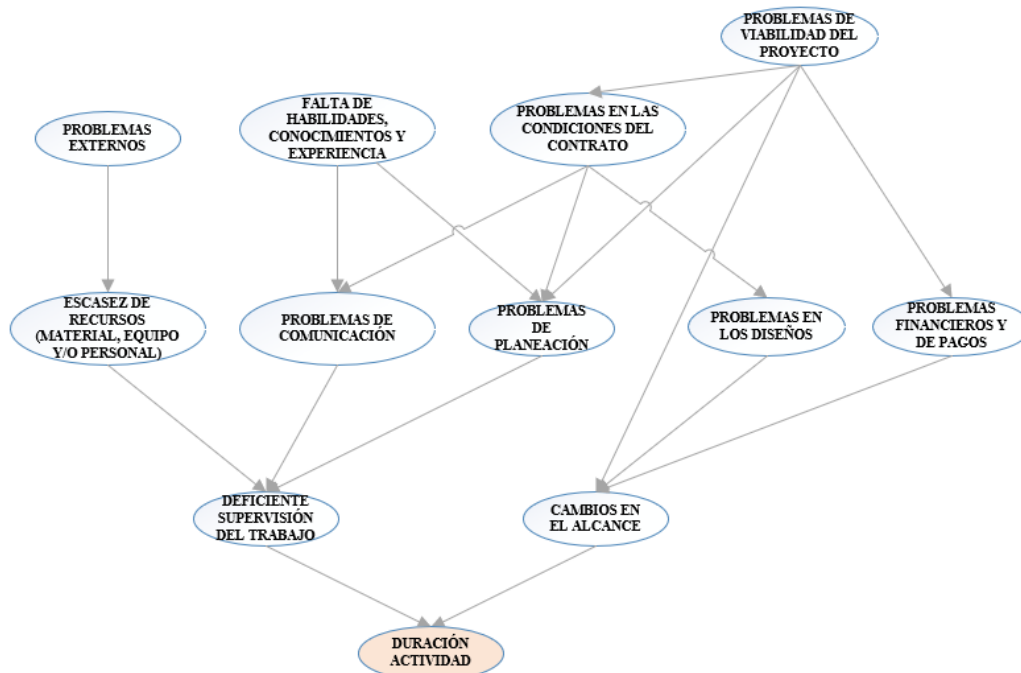 PROBLEMAS DE
VIABILIDAD DEL
PROYECTO
PROBLEMAS
EXTERNOS
FALTA DE
HABILIDADES,
CONOCIMIENTOS Y
EXPERIENCIA
PROBLEMAS EN LAS
CONDICIONES DEL
CONTRATO
ESCASEZ DE
RECURSOS
(MATERIAL, EQUIPO
Y/O PERSONAL)
PROBLEMAS DE
COMUNICACIÓN
PROBLEMAS
DE
PLANEACIÓN
PROBLEMAS EN
LOS DISEÑOS
PROBLEMAS
FINANCIEROS Y
DE PAGOS
DEFICIENTE
SUPERVISIÓN
DEL TRABAJO
CAMBIOS EN
EL ALCANCE
DURACIÓN
ACTIVIDAD